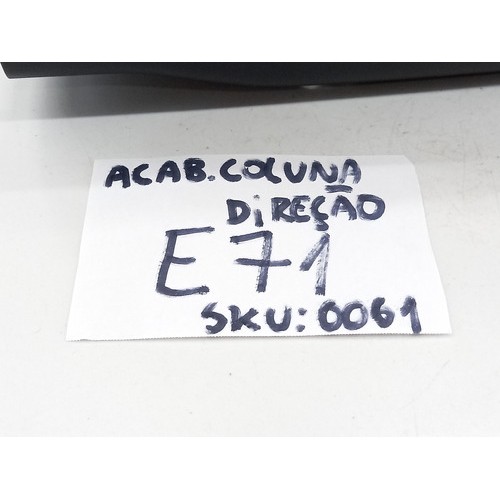 ACAB. COLUNA
DIREÇÃO
E71
SKU: 0061